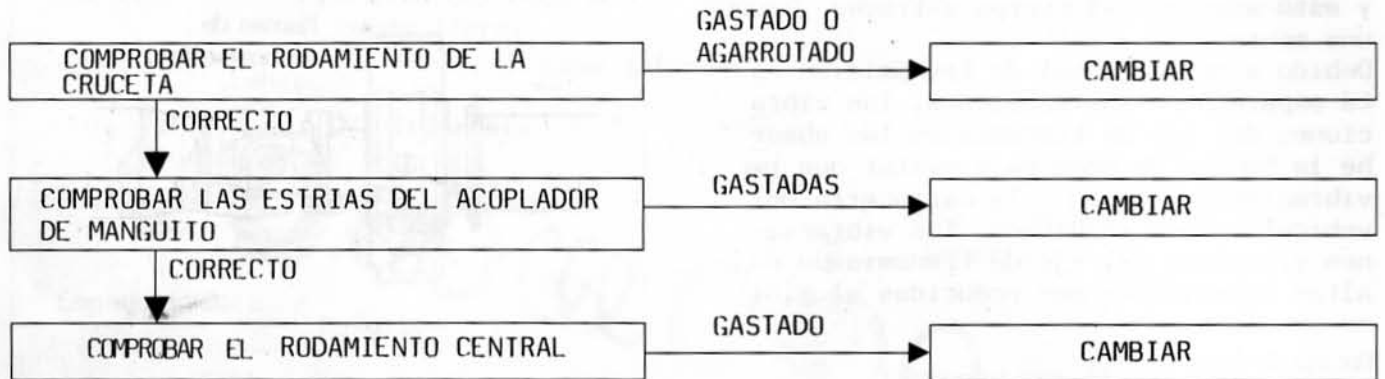 GASTADO O
AGARROTADO
COMPROBAR EL RODAMIENTO DE LA
CRUCETA
CAMBIAR
CORRECTO
COMPROBAR LAS ESTRIAS DEL ACOPLADOR
DE MANGUITO
GASTADAS
CAMBIAR
CORRECTO
COMPROBAR EL RODAMIENTO CENTRAL
GASTADO
CAMBIAR